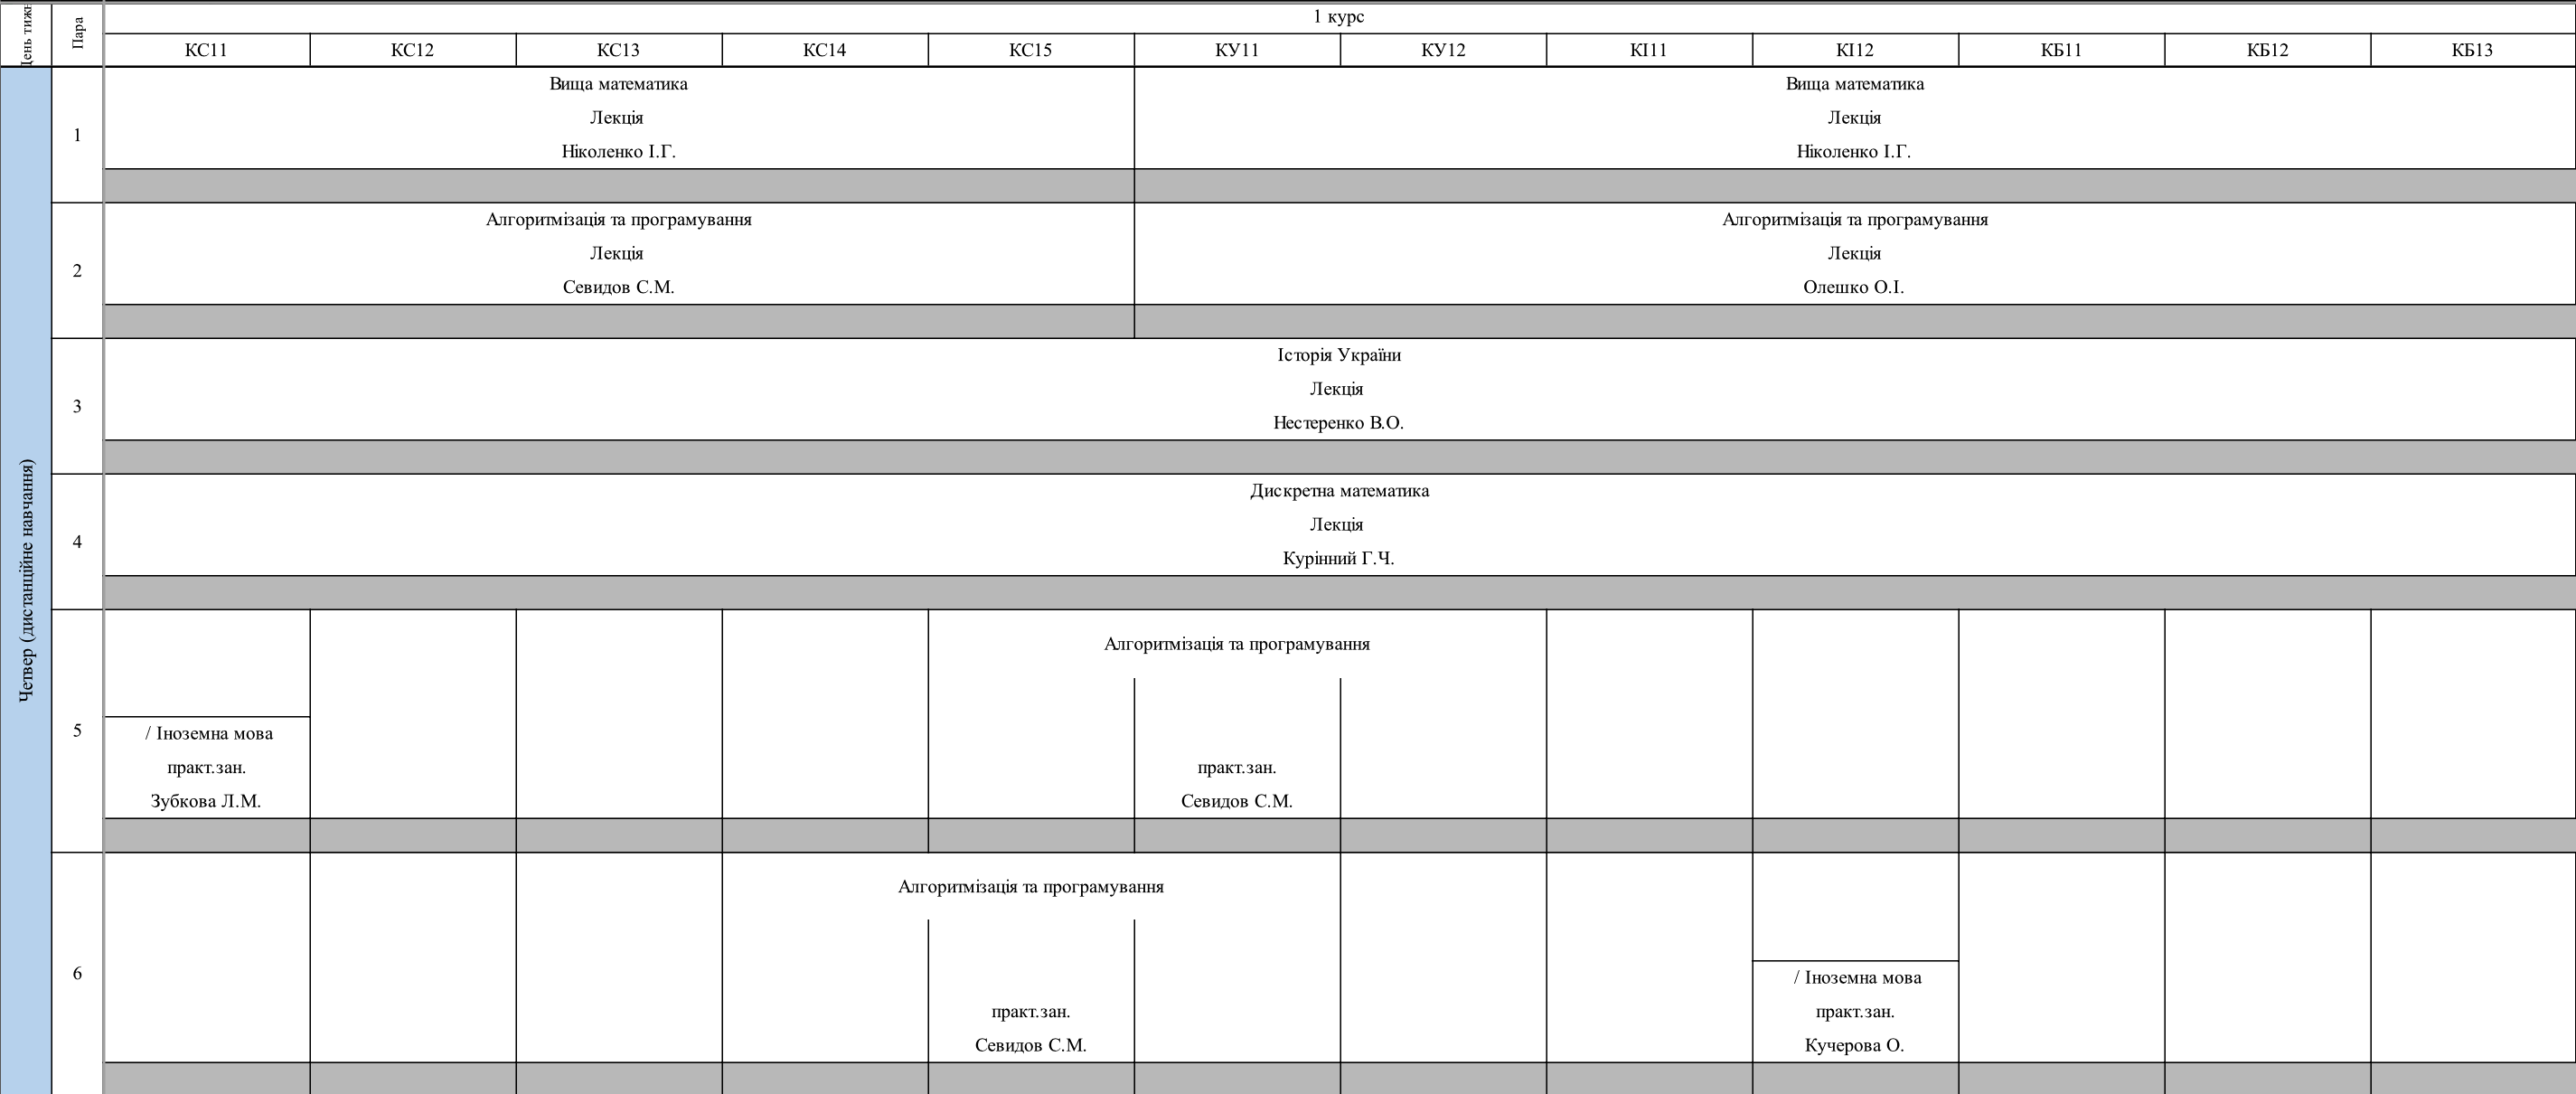 День тижн
Пара
1 курс
КС11 КС12 КС13 КС14 КС15 КУ11 КУ12 КІ11 КІ12 КБ11 КБ12 КБ13
Четвер (дистанційне навчання)
1
Вища математика
Лекція
Ніколенко І.Г.
Вища математика
Лекція
Ніколенко І.Г.
2
Алгоритмізація та програмування
Лекція
Севидов С.М.
Алгоритмізація та програмування
Лекція
Олешко О.І.
3
Історія України
Лекція
Нестеренко В.О.
4
Дискретна математика
Лекція
Курінний Г.Ч.
5
/ Іноземна мова
практ.зан.
Зубкова Л.М.
Алгоритмізація та програмування
практ.зан.
Севидов С.М.
6
Алгоритмізація та програмування
практ.зан.
Севидов С.М.
/ Іноземна мова
практ.зан.
Кучерова О.